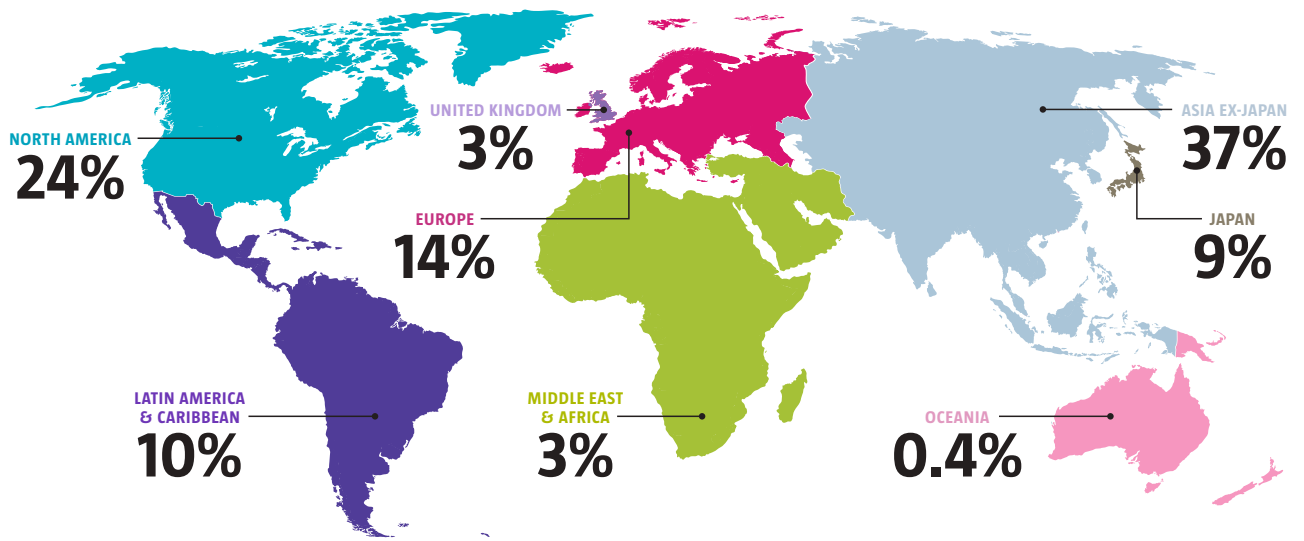 NORTH AMERICA
24%
UNITED KINGDOM
3%
EUROPE
14%
ASIA EX-JAPAN
37%
JAPAN
9%
LATIN AMERICA
& CARIBBEAN
10%
MIDDLE EAST
& AFRICA
3%
OCEANIA
0.4%